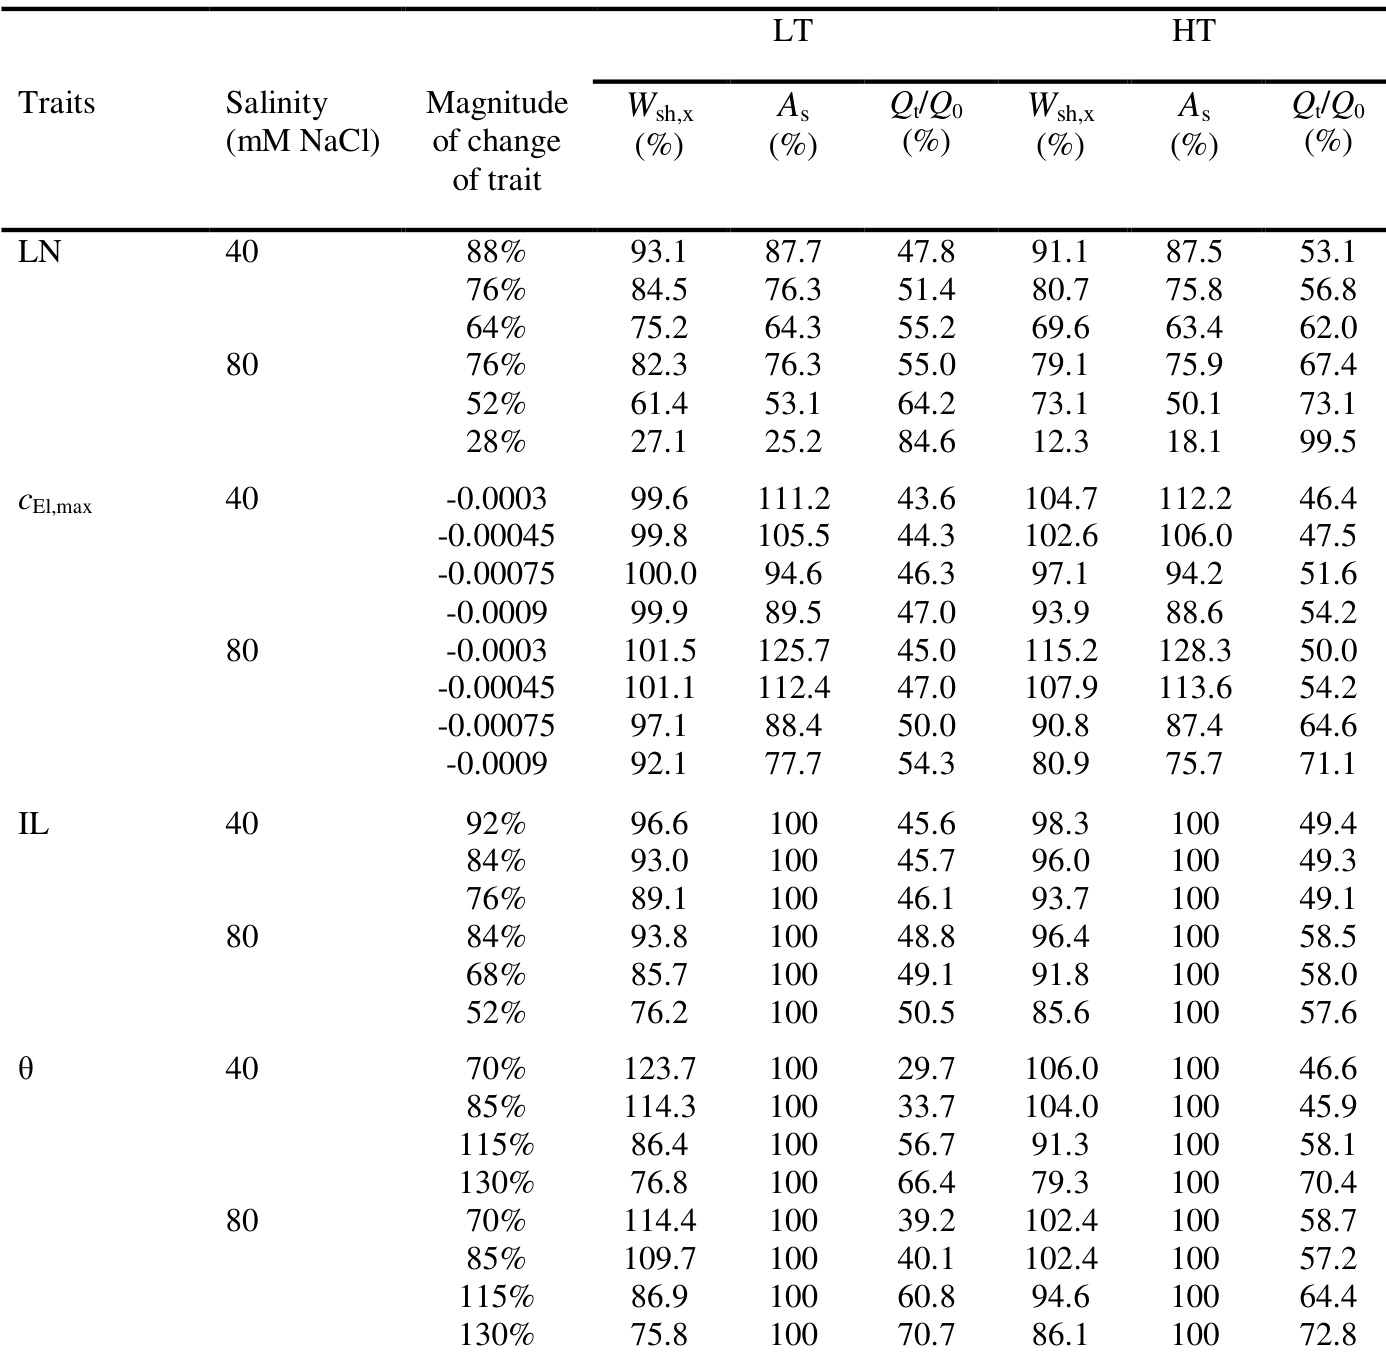 LT HT
Traits Salinity Magnitude W_sh,x A_s Q_t/Q_0 W_sh,x A_s Q_t/Q_0
(mM NaCl) of change (%) (%) (%) (%) (%) (%)
of trait
LN 40 88% 93.1 87.7 47.8 91.1 87.5 53.1
76% 84.5 76.3 51.4 80.7 75.8 56.8
64% 75.2 64.3 55.2 69.6 63.4 62.0
80 76% 82.3 76.3 55.0 79.1 75.9 67.4
52% 61.4 53.1 64.2 73.1 50.1 73.1
28% 27.1 25.2 84.6 12.3 18.1 99.5
c_El,max 40 -0.0003 99.6 111.2 43.6 104.7 112.2 46.4
-0.00045 99.8 105.5 44.3 102.6 106.0 47.5
-0.00075 100.0 94.6 46.3 97.1 94.2 51.6
-0.0009 99.9 89.5 47.0 93.9 88.6 54.2
80 -0.0003 101.5 125.7 45.0 115.2 128.3 50.0
-0.00045 101.1 112.4 47.0 107.9 113.6 54.2
-0.00075 97.1 88.4 50.0 90.8 87.4 64.6
-0.0009 92.1 77.7 54.3 80.9 75.7 71.1
IL 40 92% 96.6 100 45.6 98.3 100 49.4
84% 93.0 100 45.7 96.0 100 49.3
76% 89.1 100 46.1 93.7 100 49.1
80 84% 93.8 100 48.8 96.4 100 58.5
68% 85.7 100 49.1 91.8 100 58.0
52% 76.2 100 50.5 85.6 100 57.6
θ 40 70% 123.7 100 29.7 106.0 100 46.6
85% 114.3 100 33.7 104.0 100 45.9
115% 86.4 100 56.7 91.3 100 58.1
130% 76.8 100 66.4 79.3 100 70.4
80 70% 114.4 100 39.2 102.4 100 58.7
85% 109.7 100 40.1 102.4 100 57.2
115% 86.9 100 60.8 94.6 100 64.4
130% 75.8 100 70.7 86.1 100 72.8